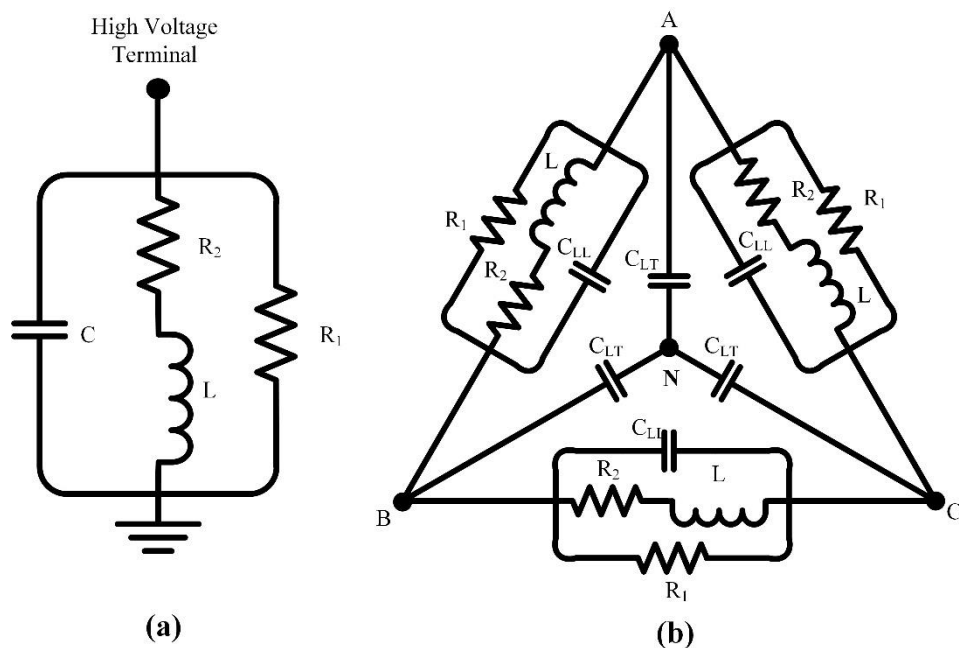 High Voltage
Terminal
R2
C
L
R1
(a)
A
L
R1
CLL
R2
CLT
R2
R1
CLL
L
CLT
CLT
N
CLL
R2
L
B
C
R1
(b)